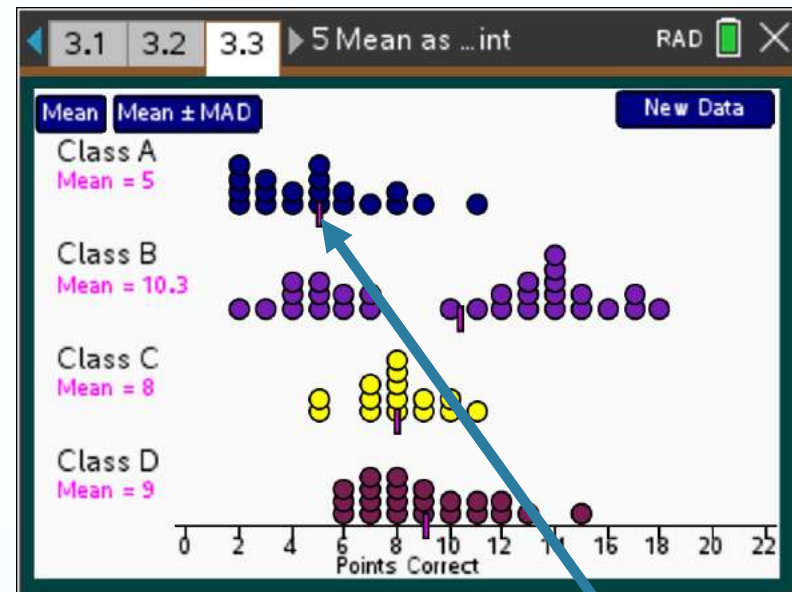 3.1 3.2 3.3 5 Mean as ...int RAD
Mean Mean ± MAD New Data
Class A
Mean = 5
Class B
Mean = 10.3
Class C
Mean = 8
Class D
Mean = 9
0 2 4 6 8 10 12 14 16 18 20 22
Points Correct